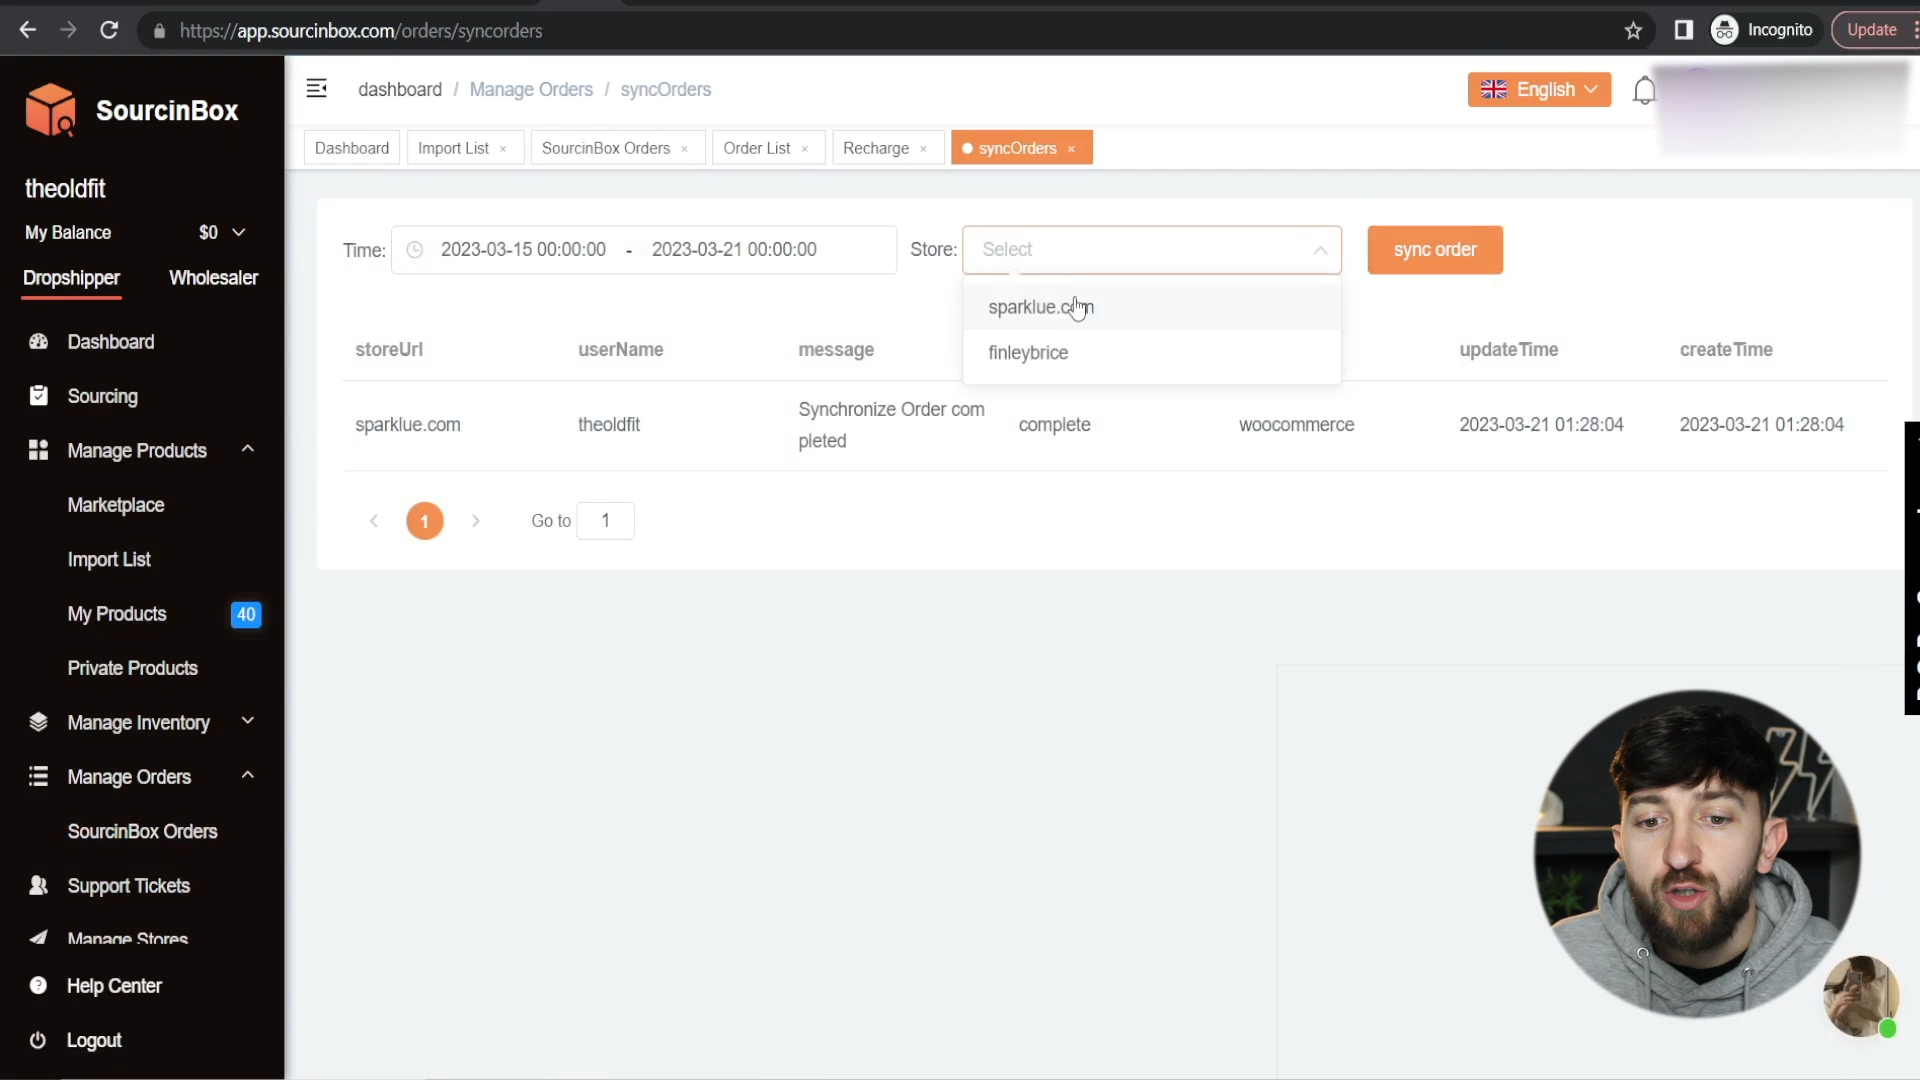 https://app.sourcinbox.com/orders/syncorders
Incognito
Update
SourcinBox
dashboard / Manage Orders / syncOrders
English
Dashboard
Import List ×
SourcinBox Orders ×
Order List ×
Recharge ×
syncOrders ×
theoldfit
My Balance $0
Dropshipper Wholesaler
Dashboard
Sourcing
Manage Products
Marketplace
Import List
My Products 40
Private Products
Manage Inventory
Manage Orders
SourcinBox Orders
Support Tickets
Manage Stores
Help Center
Logout
Time: 2023-03-15 00:00:00 - 2023-03-21 00:00:00 Store: Select sync order
sparklue.com
finleybrice
storeUrl userName message updateTime createTime
sparklue.com theoldfit Synchronize Order com
pleted complete woocommerce 2023-03-21 01:28:04 2023-03-21 01:28:04
1 Go to 1